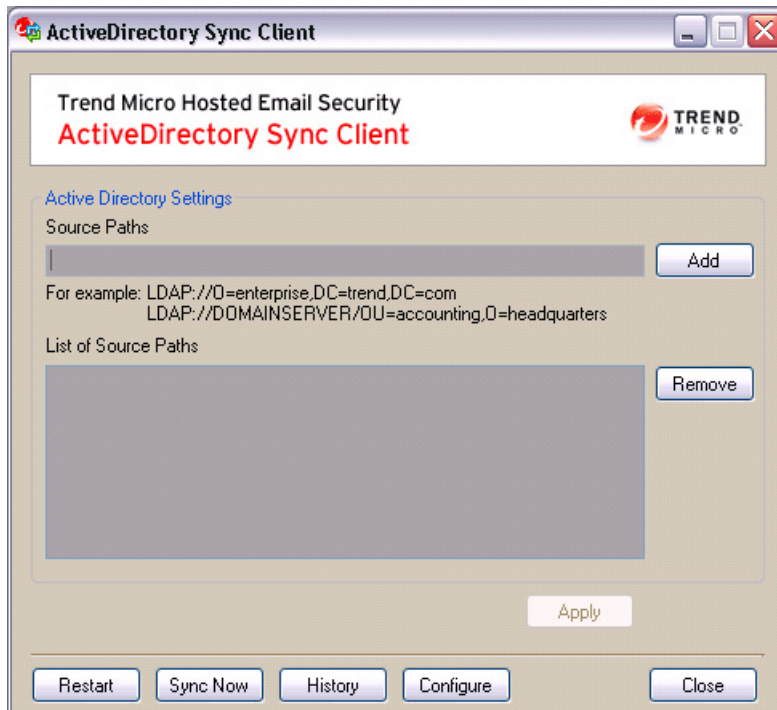 ActiveDirectory Sync Client
Trend Micro Hosted Email Security
ActiveDirectory Sync Client
TREND
MICRO
Active Directory Settings
Source Paths
Add
For example: LDAP://O=enterprise,DC=trend,DC=com
LDAP://DOMAINSERVER/OU=accounting,O=headquarters
List of Source Paths
Remove
Apply
Restart
Sync Now
History
Configure
Close